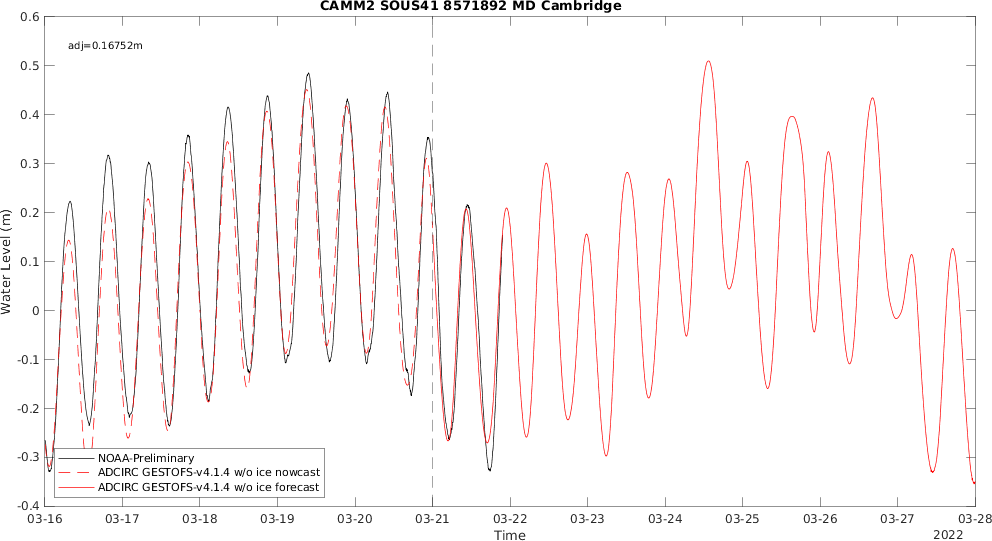 CAMM2 SOUS41 8571892 MD Cambridge
adj=0.16752m
Water Level (m)
0.6
0.5
0.4
0.3
0.2
0.1
0
-0.1
-0.2
-0.3
-0.4
NOAA-Preliminary
ADCIRC GESTOFS-v4.1.4 w/o ice nowcast
ADCIRC GESTOFS-v4.1.4 w/o ice forecast
03-16 03-17 03-18 03-19 03-20 03-21 03-22 03-23 03-24 03-25 03-26 03-27 03-28
Time
2022